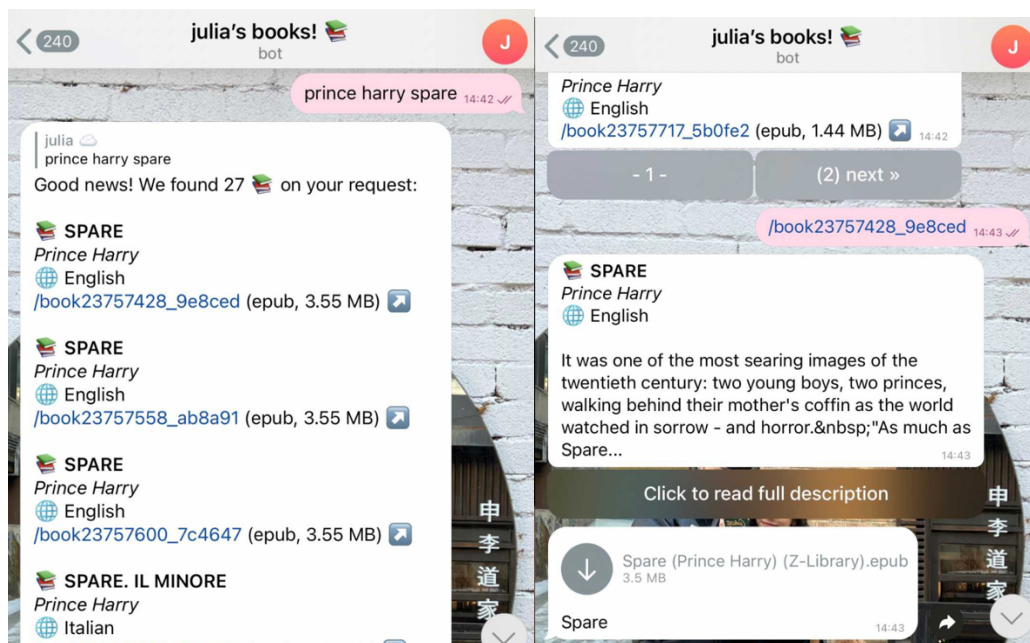 240
julia's books! 📚
bot
J
prince harry spare 14:42
julia ☁️
prince harry spare
Good news! We found 27 📚 on your request:
📚 SPARE
Prince Harry
🌐 English
/book23757428_9e8ced (epub, 3.55 MB) ↗️
📚 SPARE
Prince Harry
🌐 English
/book23757558_ab8a91 (epub, 3.55 MB) ↗️
📚 SPARE
Prince Harry
🌐 English
/book23757600_7c4647 (epub, 3.55 MB) ↗️
📚 SPARE. IL MINORE
Prince Harry
🌐 Italian
申李道家
240
julia's books! 📚
bot
J
Prince Harry
🌐 English
/book23757717_5b0fe2 (epub, 1.44 MB) ↗️ 14:42
- 1 -
(2) next »
/book23757428_9e8ced 14:43
📚 SPARE
Prince Harry
🌐 English
It was one of the most searing images of the
twentieth century: two young boys, two princes,
walking behind their mother's coffin as the world
watched in sorrow - and horror.&nbsp;"As much as
Spare...
14:43
Click to read full description
Spare (Prince Harry) (Z-Library).epub
3.5 MB
Spare
14:43
申李道家